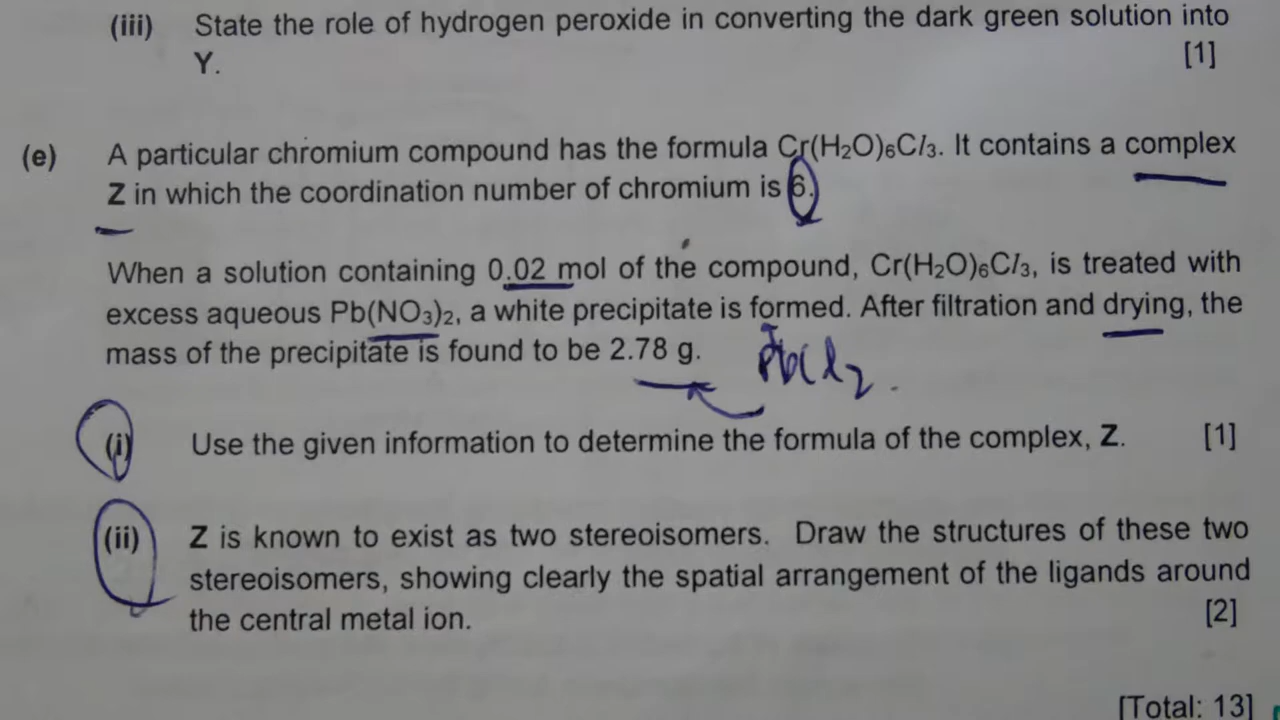 (iii) State the role of hydrogen peroxide in converting the dark green solution into
Y. [1]
(e) A particular chromium compound has the formula Cr(H₂O)₆Cl₃. It contains a complex
Z in which the coordination number of chromium is 6.
When a solution containing 0.02 mol of the compound, Cr(H₂O)₆Cl₃, is treated with
excess aqueous Pb(NO₃)₂, a white precipitate is formed. After filtration and drying, the
mass of the precipitate is found to be 2.78 g. PbCl₂.
(i) Use the given information to determine the formula of the complex, Z. [1]
(ii) Z is known to exist as two stereoisomers. Draw the structures of these two
stereoisomers, showing clearly the spatial arrangement of the ligands around
the central metal ion. [2]
[Total: 13]